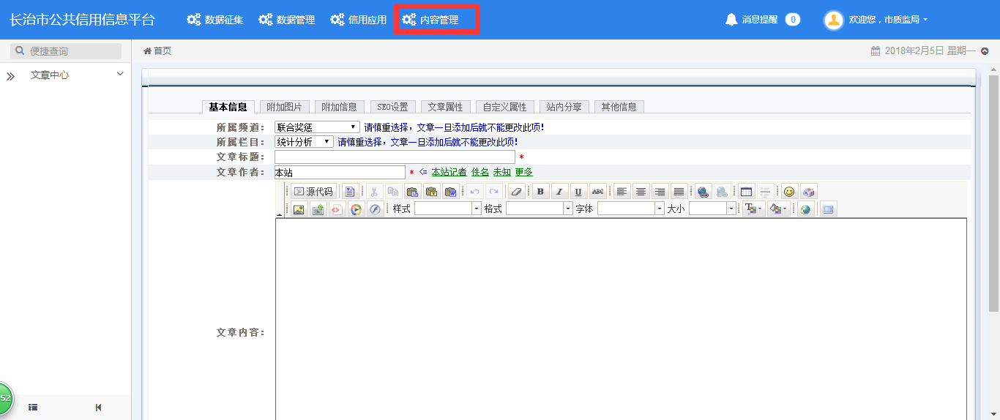 长治市公共信用信息平台 数据征集 数据管理 信用应用 内容管理 消息提醒 0 欢迎您，市质监局
便捷查询 首页 2018年2月5日 星期一
文章中心
基本信息 附加图片 附加信息 SEO设置 文章属性 自定义属性 站内分享 其他信息
所属频道： 联合奖惩 请慎重选择，文章一旦添加后就不能更改此项！
所属栏目： 统计分析 请慎重选择，文章一旦添加后就不能更改此项！
文章标题： *
文章作者： 本站 * <= 本站记者 佚名 未知 更多
源代码 B I U ABC
样式 格式 字体 大小
文章内容：
52